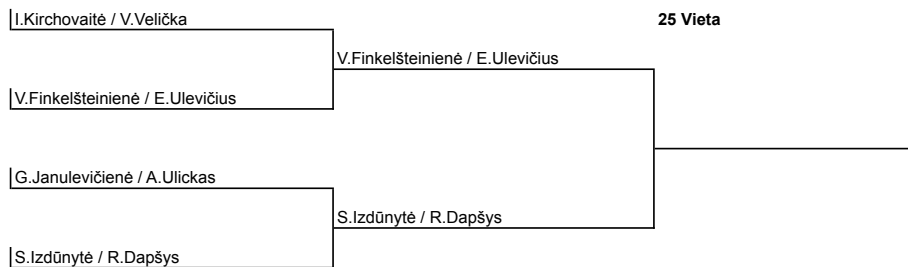 I.Kirchovaitė / V.Velička
25 Vieta
V.Finkelšteinienė / E.Ulevičius
V.Finkelšteinienė / E.Ulevičius
G.Janulevičienė / A.Ulickas
S.Izdūnytė / R.Dapšys
S.Izdūnytė / R.Dapšys